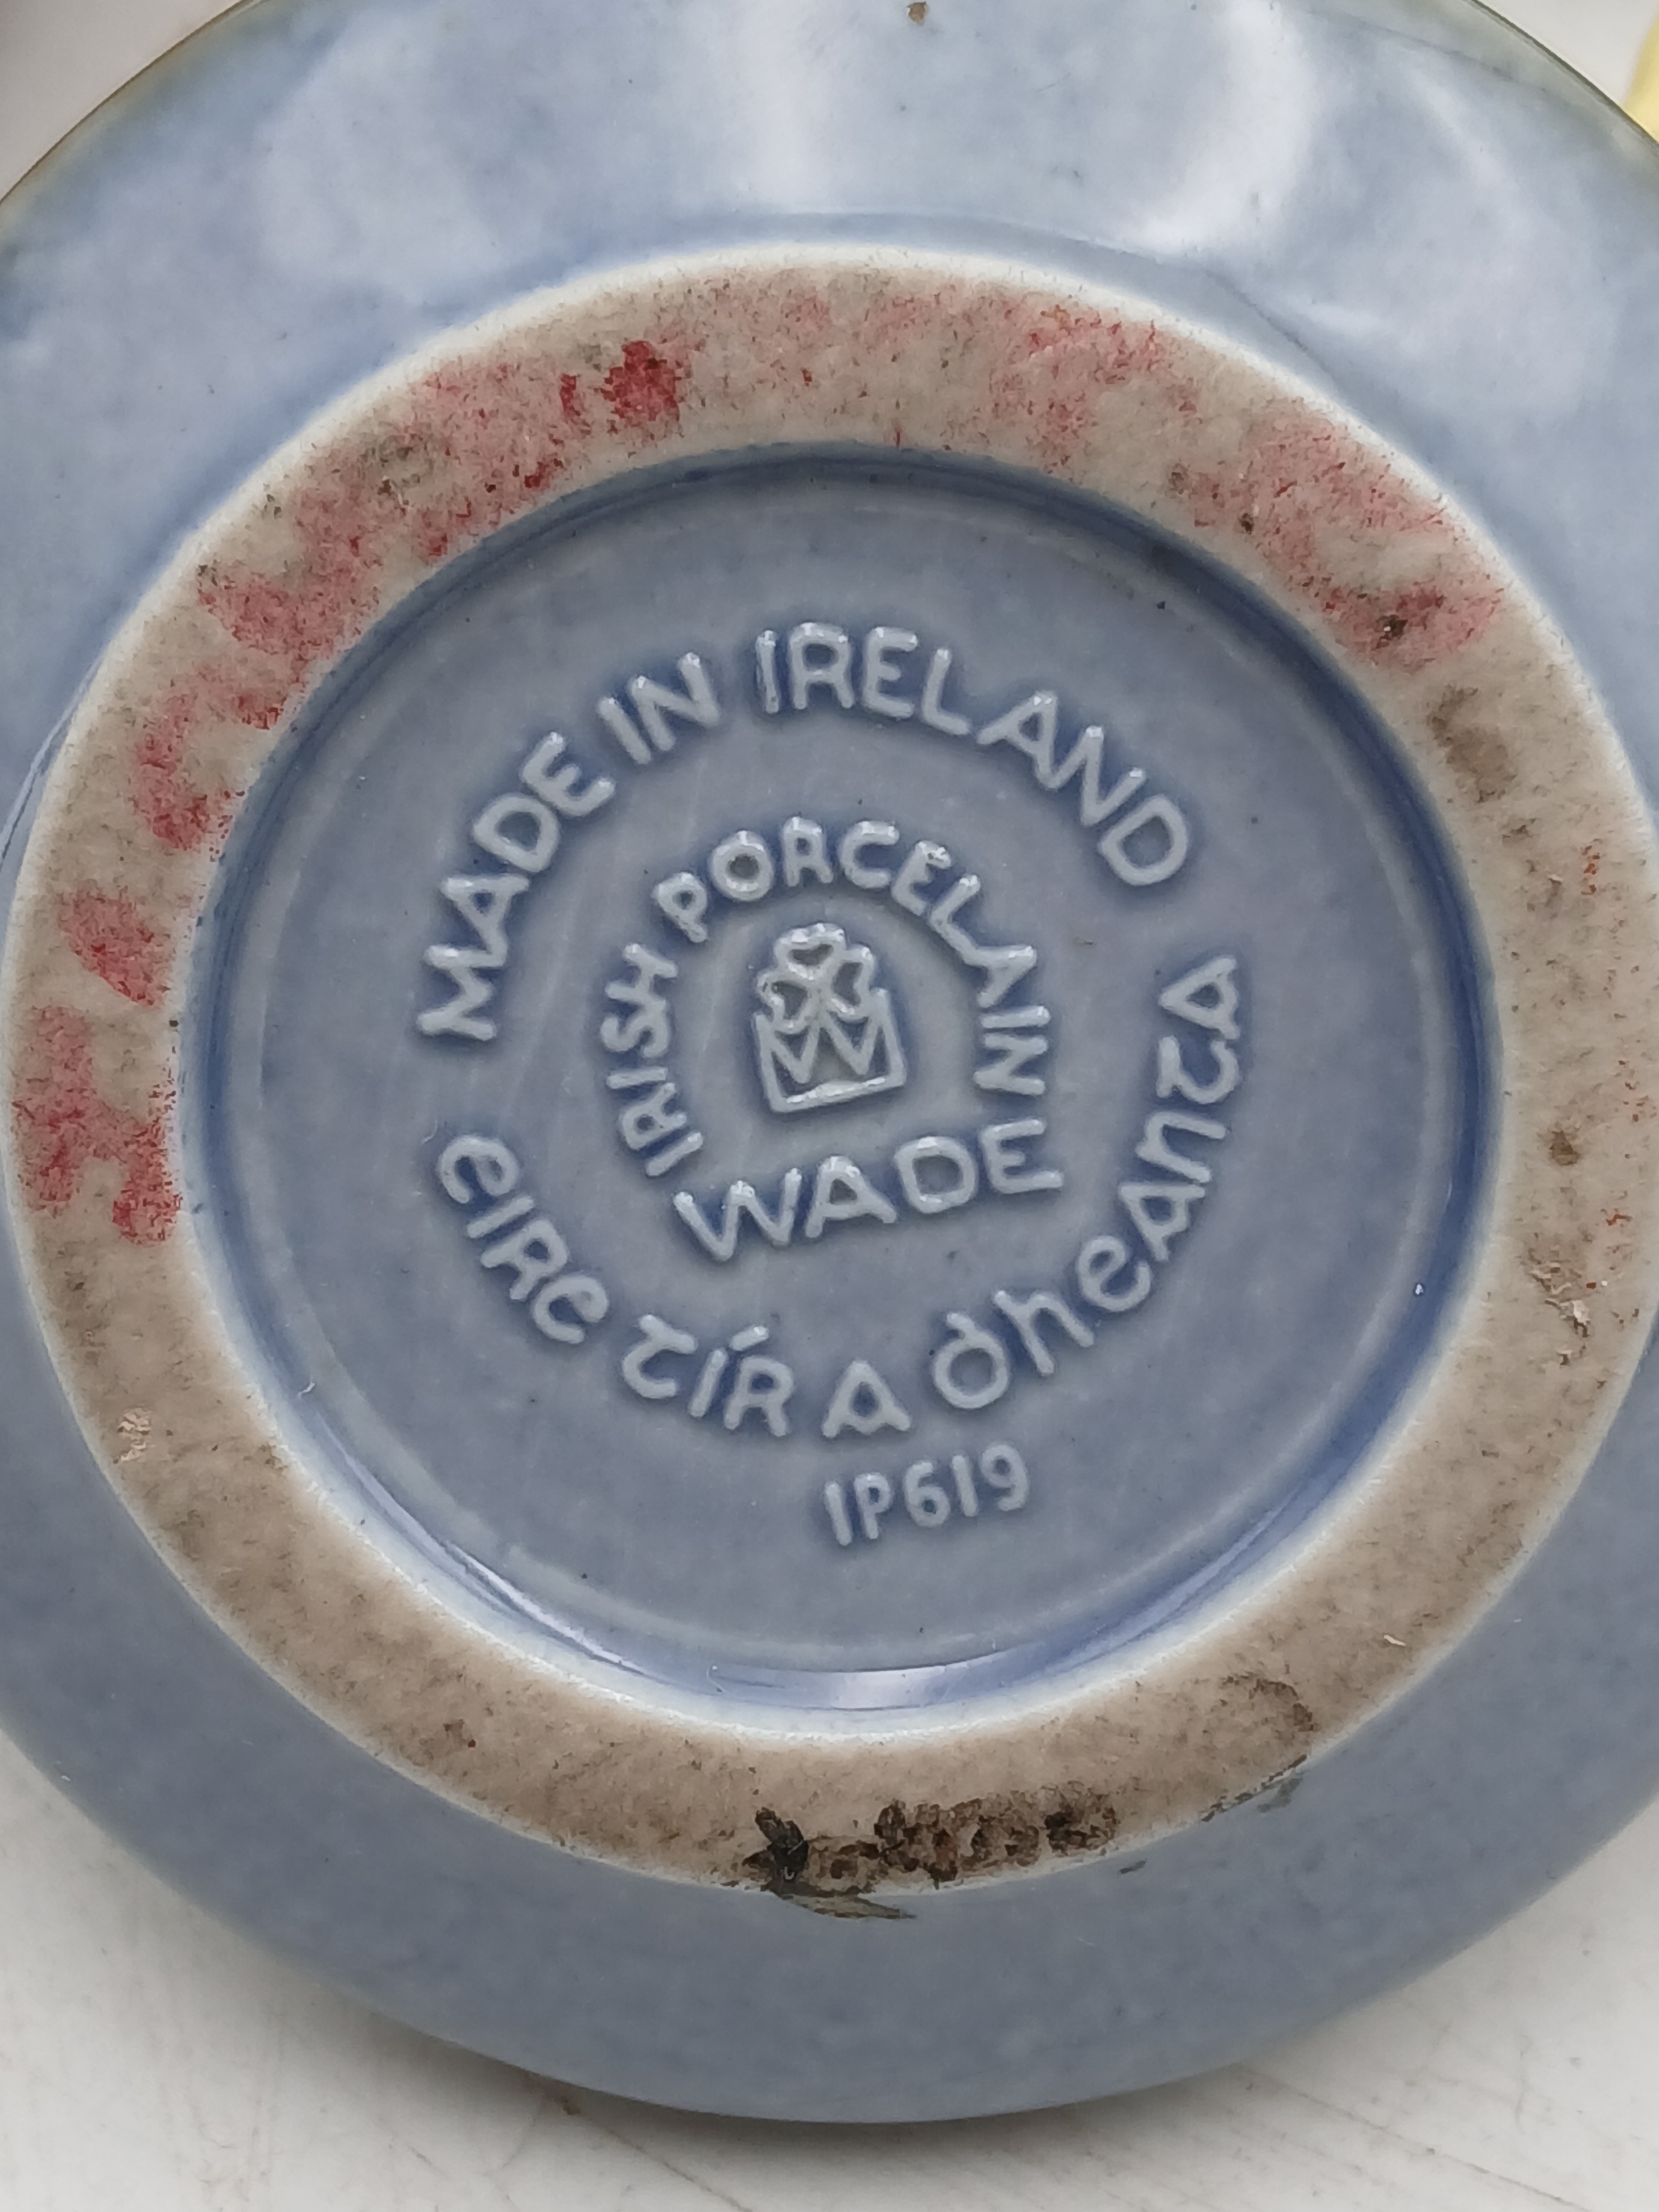 MADE IN IRELAND
IRISH PORCELAIN
WADE
eIRe TÍR A DheANTA
IP619